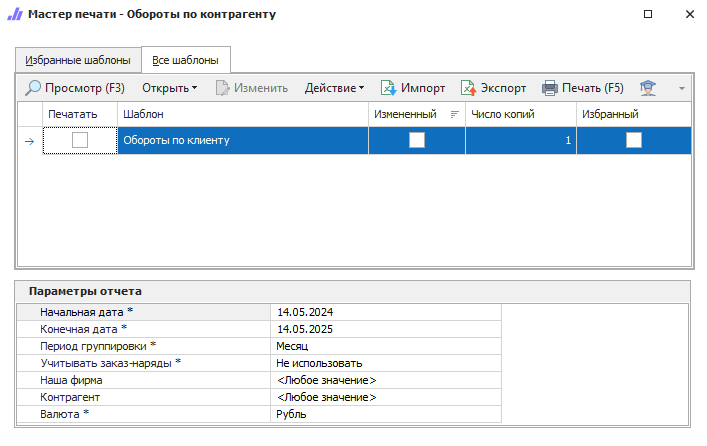 Мастер печати - Обороты по контрагенту
Избранные шаблоны Все шаблоны
Просмотр (F3) Открыть Изменить Действие Импорт Экспорт Печать (F5)
Печатать Шаблон Измененный Число копий Избранный
Обороты по клиенту 1
Параметры отчета
Начальная дата * 14.05.2024
Конечная дата * 14.05.2025
Период группировки * Месяц
Учитывать заказ-наряды * Не использовать
Наша фирма <Любое значение>
Контрагент <Любое значение>
Валюта * Рубль